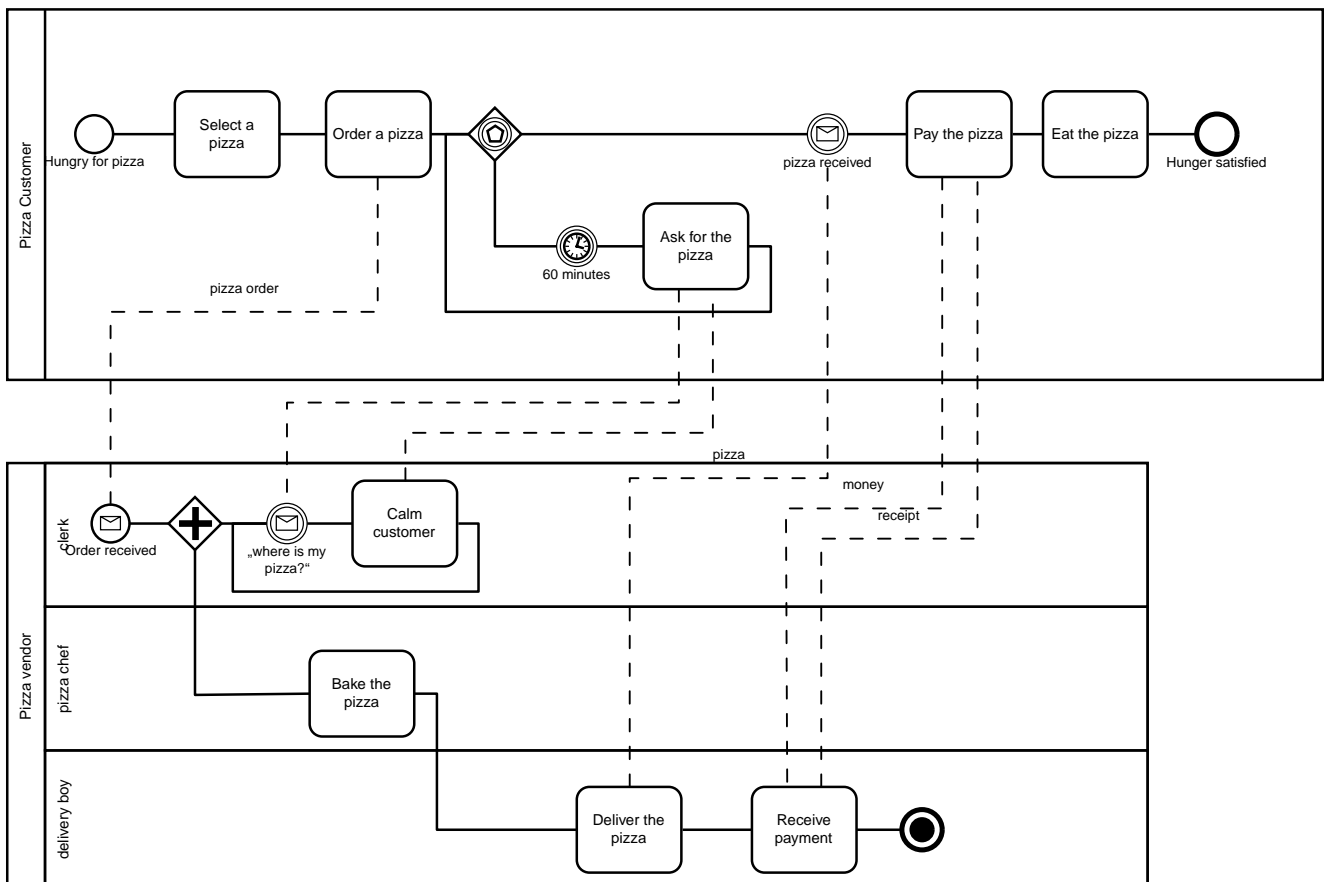 Pizza Customer
Hungry for pizza
Select a
pizza
Order a pizza
pizza received
Pay the pizza
Eat the pizza
Hunger satisfied
60 minutes
Ask for the
pizza
pizza order
pizza
money
receipt
Pizza vendor
clerk
Order received
„where is my
pizza?“
Calm
customer
pizza chef
Bake the
pizza
delivery boy
Deliver the
pizza
Receive
payment